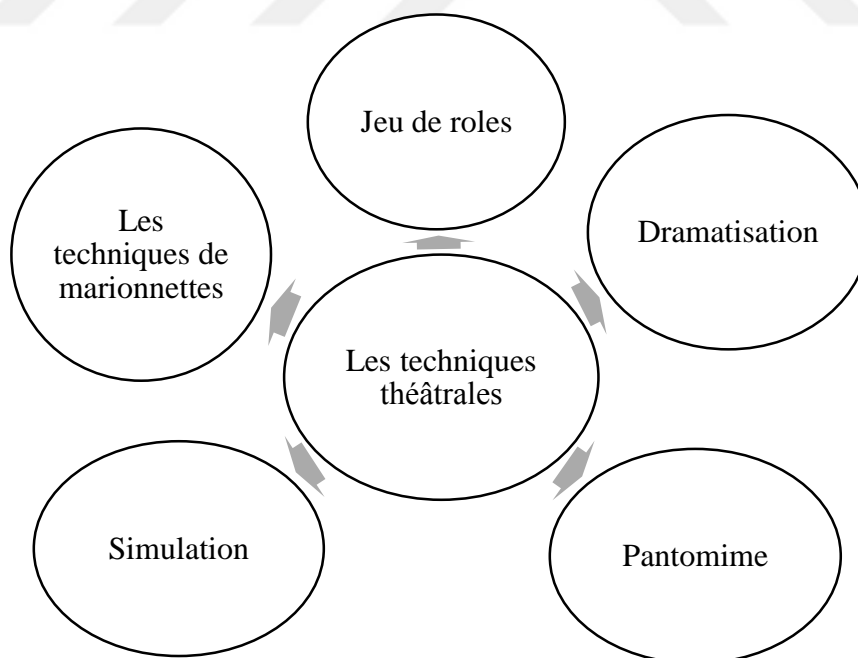 Jeu de roles
Les
techniques de
marionnettes
Dramatisation
Les techniques
théâtrales
Simulation
Pantomime